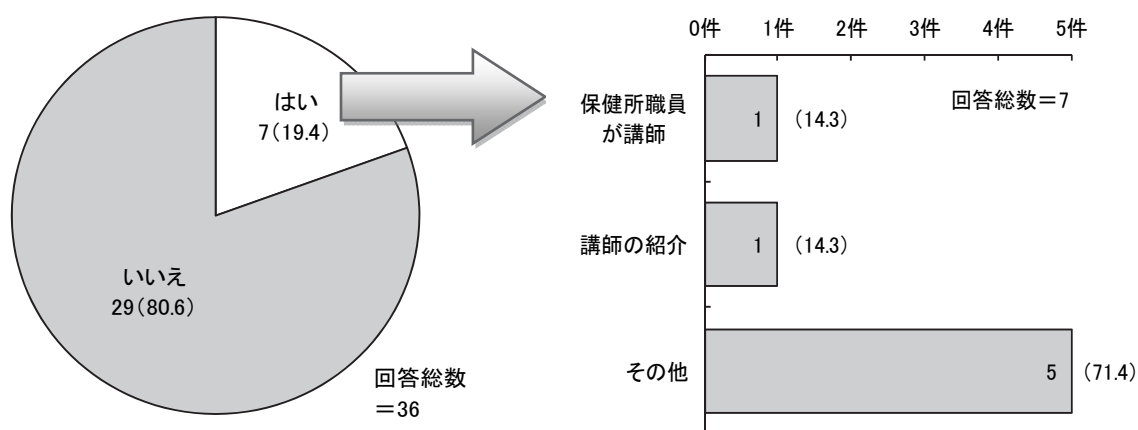 はい
7(19.4)
いいえ
29(80.6)
回答総数
＝36
0件 1件 2件 3件 4件 5件
回答総数＝7
保健所職員
が講師
1 (14.3)
講師の紹介
1 (14.3)
その他
5 (71.4)